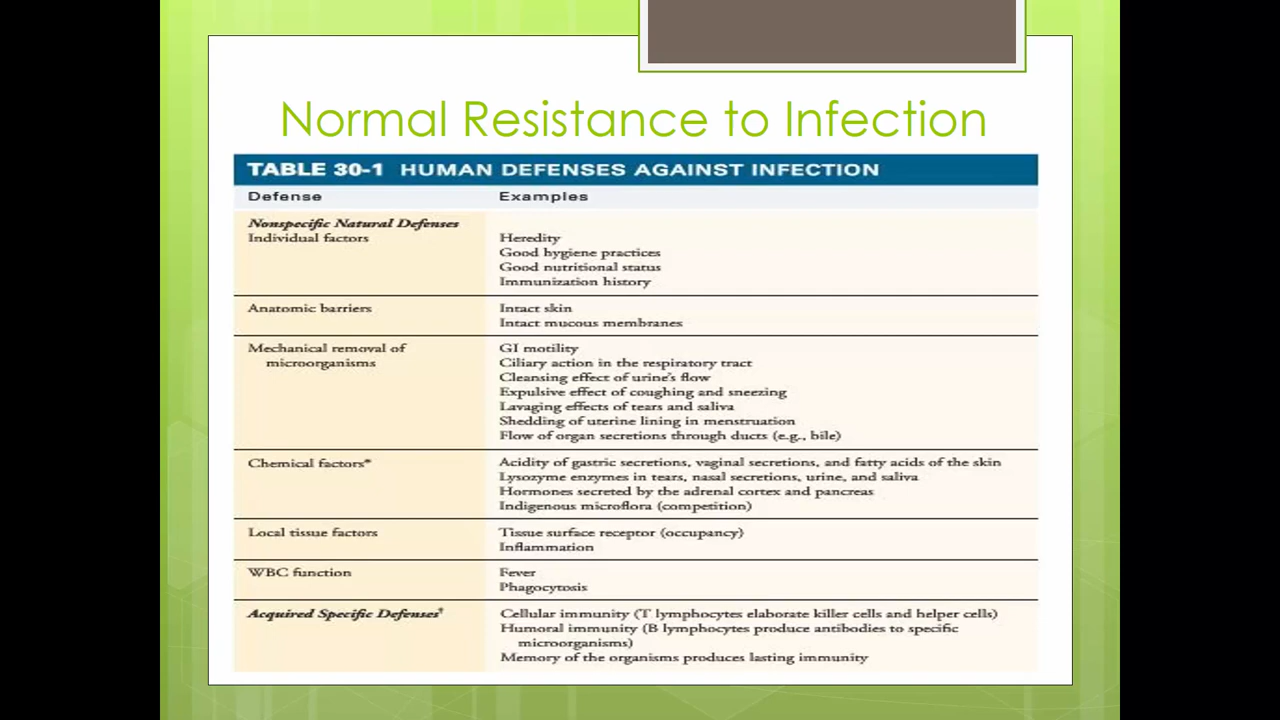 Normal Resistance to Infection
TABLE 30-1 HUMAN DEFENSES AGAINST INFECTION
Defense Examples
Nonspecific Natural Defenses
Individual factors Heredity
Good hygiene practices
Good nutritional status
Immunization history
Anatomic barriers Intact skin
Intact mucous membranes
Mechanical removal of GI motility
microorganisms Ciliary action in the respiratory tract
Cleansing effect of urine's flow
Expulsive effect of coughing and sneezing
Lavaging effects of tears and saliva
Shedding of uterine lining in menstruation
Flow of organ secretions through ducts (e.g., bile)
Chemical factors* Acidity of gastric secretions, vaginal secretions, and fatty acids of the skin
Lysozyme enzymes in tears, nasal secretions, urine, and saliva
Hormones secreted by the adrenal cortex and pancreas
Indigenous microflora (competition)
Local tissue factors Tissue surface receptor (occupancy)
Inflammation
WBC function Fever
Phagocytosis
Acquired Specific Defenses† Cellular immunity (T lymphocytes elaborate killer cells and helper cells)
Humoral immunity (B lymphocytes produce antibodies to specific
microorganisms)
Memory of the organisms produces lasting immunity